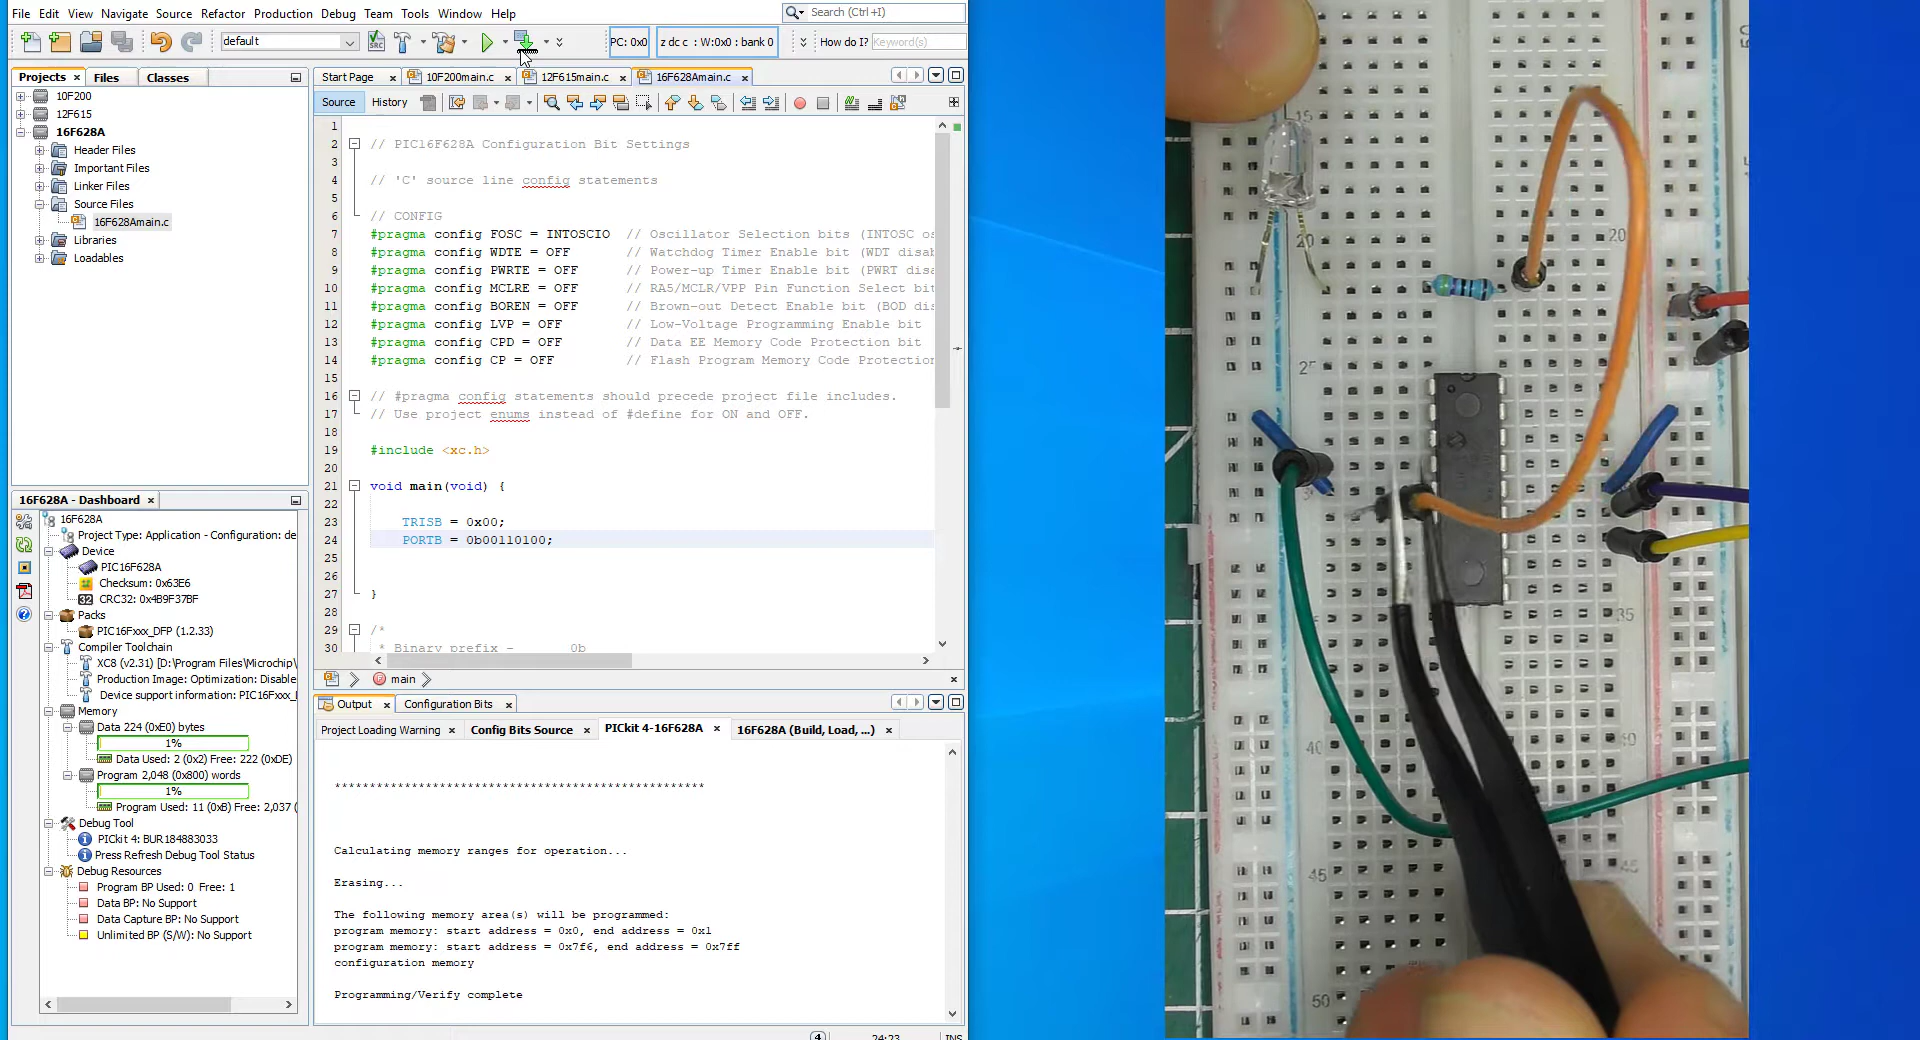 File Edit View Navigate Source Refactor Production Debug Team Tools Window Help
Search (Ctrl+I)
default
PC: 0x0
z dc c : W:0x0 : bank 0
How do I?
Keyword(s)
Projects
Files
Classes
10F200
12F615
16F628A
Header Files
Important Files
Linker Files
Source Files
16F628Amain.c
Libraries
Loadables
Start Page
10F200main.c
12F615main.c
16F628Amain.c
Source
History
1
2 // PIC16F628A Configuration Bit Settings
3
4 // 'C' source line config statements
5
6 // CONFIG
7 #pragma config FOSC = INTOSCIO // Oscillator Selection bits (INTOSC os
8 #pragma config WDTE = OFF // Watchdog Timer Enable bit (WDT disab
9 #pragma config PWRTE = OFF // Power-up Timer Enable bit (PWRT disa
10 #pragma config MCLRE = OFF // RA5/MCLR/VPP Pin Function Select bit
11 #pragma config BOREN = OFF // Brown-out Detect Enable bit (BOD dis
12 #pragma config LVP = OFF // Low-Voltage Programming Enable bit
13 #pragma config CPD = OFF // Data EE Memory Code Protection bit
14 #pragma config CP = OFF // Flash Program Memory Code Protection
15
16 // #pragma config statements should precede project file includes.
17 // Use project enums instead of #define for ON and OFF.
18
19 #include <xc.h>
20
21 void main(void) {
22
23 TRISB = 0x00;
24 PORTB = 0b00110100;
25
26
27 }
28
29 /*
30 * Binary prefix - 0b
main
16F628A - Dashboard
16F628A
Project Type: Application - Configuration: de
Device
PIC16F628A
Checksum: 0x63E6
CRC32: 0x4B9F37BF
Packs
PIC16Fxxx_DFP (1.2.33)
Compiler Toolchain
XC8 (v2.31) [D:\Program Files\Microchip\
Production Image: Optimization: Disable
Device support information: PIC16Fxxx_
Memory
Data 224 (0xE0) bytes
1%
Data Used: 2 (0x2) Free: 222 (0xDE)
Program 2,048 (0x800) words
1%
Program Used: 11 (0xB) Free: 2,037 (
Debug Tool
PICkit 4: BUR184883033
Press Refresh Debug Tool Status
Debug Resources
Program BP Used: 0 Free: 1
Data BP: No Support
Data Capture BP: No Support
Unlimited BP (S/W): No Support
Output
Configuration Bits
Project Loading Warning
Config Bits Source
PICkit 4-16F628A
16F628A (Build, Load, ...)
*****************************************************
Calculating memory ranges for operation...
Erasing...
The following memory area(s) will be programmed:
program memory: start address = 0x0, end address = 0x1
program memory: start address = 0x7f6, end address = 0x7ff
configuration memory
Programming/Verify complete
4
24:23
INS
15
20
20
25
35
40
40
45
45
50
50